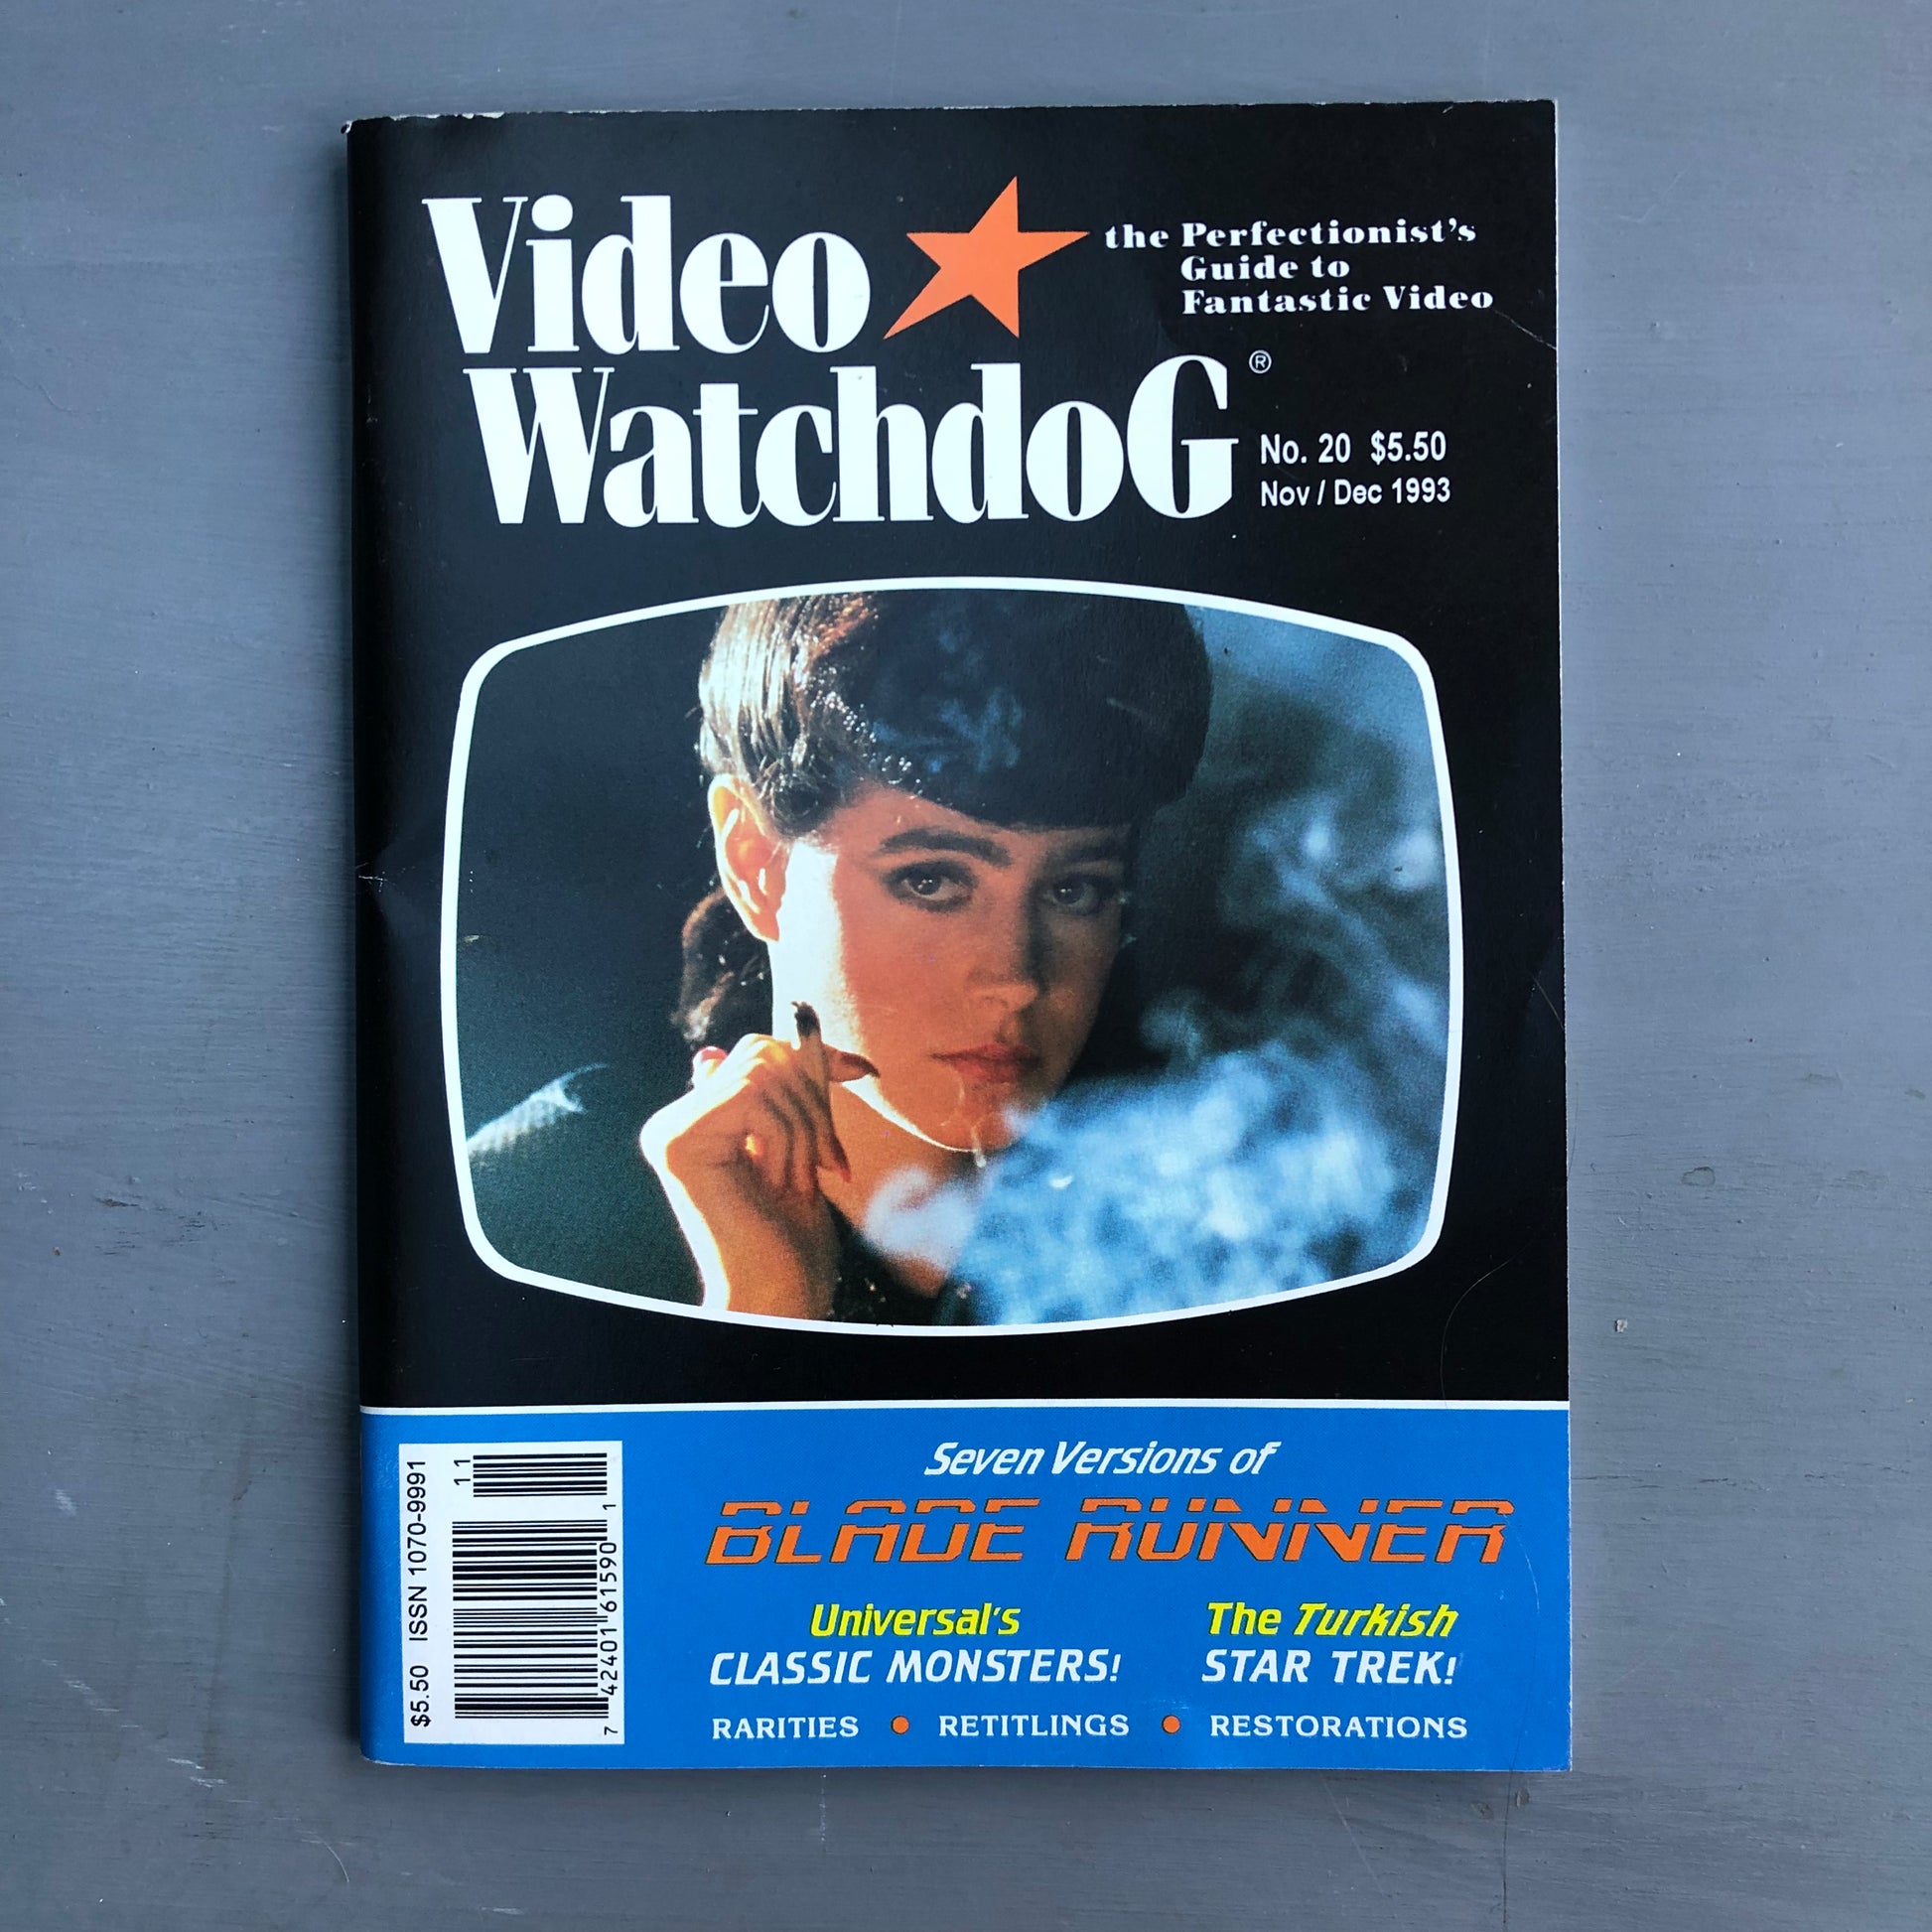 Video
the Perfectionist's
Guide to
Fantastic Video
WatchdoG®
No. 20 $5.50
Nov / Dec 1993
Seven Versions of
BLADE RUNNER
Universal's
CLASSIC MONSTERS!
The Turkish
STAR TREK!
RARITIES • RETITLINGS • RESTORATIONS
$5.50 ISSN 1070-9991
11
7 42401 61590 1